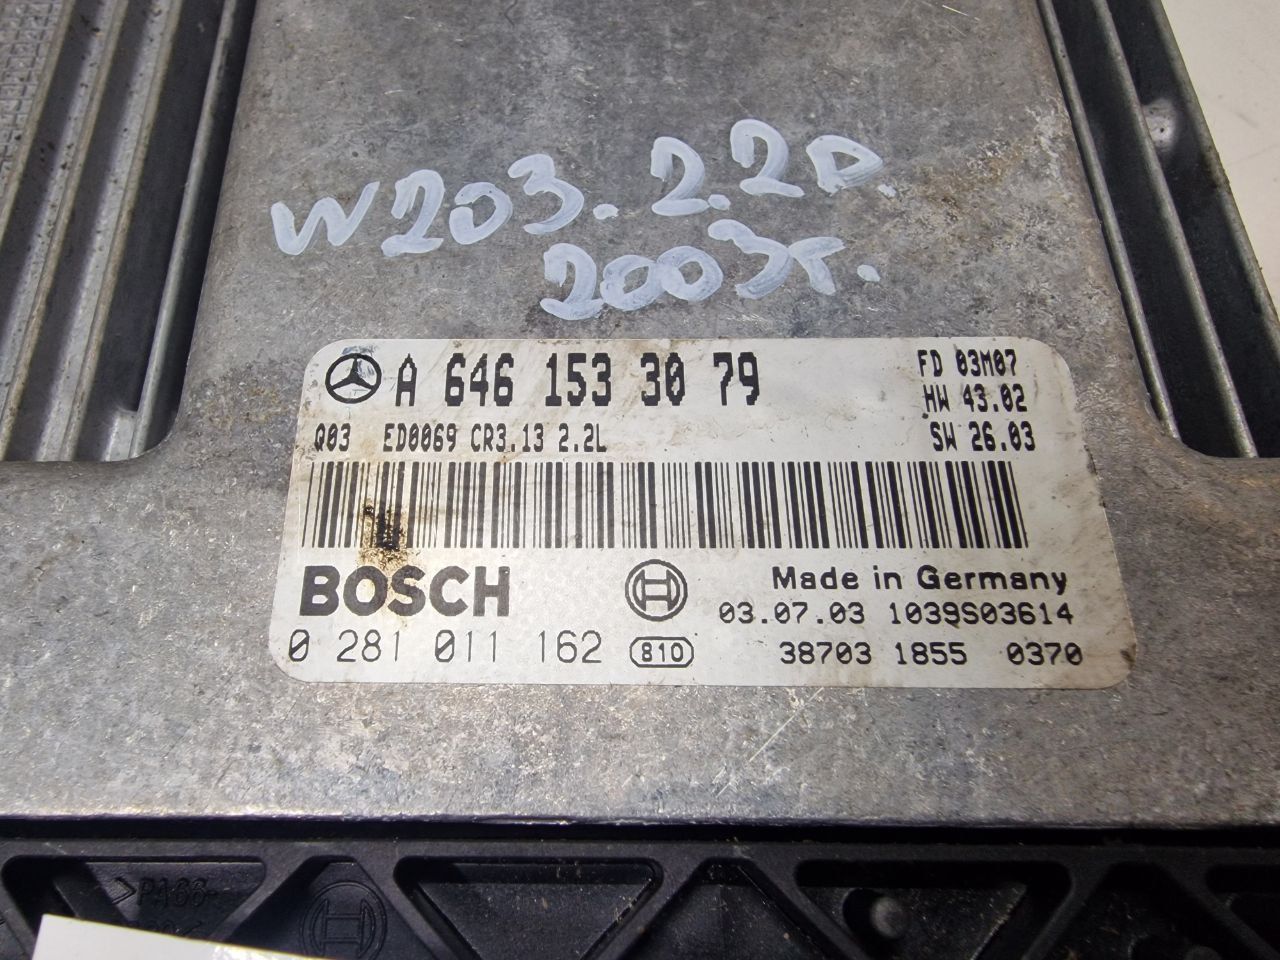 W203. 2.2D.
2003г.
A 646 153 30 79
FD 03M07
HW 43.02
Q03 ED0069 CR3.13 2.2L
SW 26.03
BOSCH
Made in Germany
03.07.03 1039S03614
0 281 011 162
810
38703 1855 0370
>PA66-